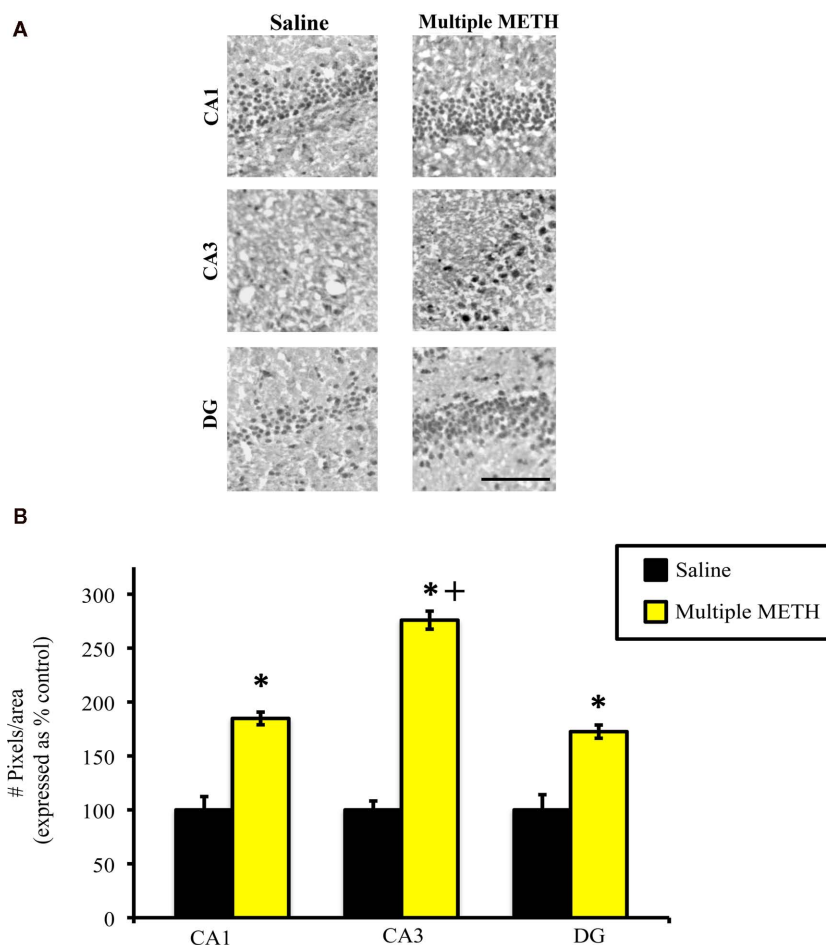 A
Saline
Multiple METH
CA1
CA3
DG
B
# Pixels/area
(expressed as % control)
300
250
200
150
100
50
0
*
* +
*
CA1
CA3
DG
Saline
Multiple METH